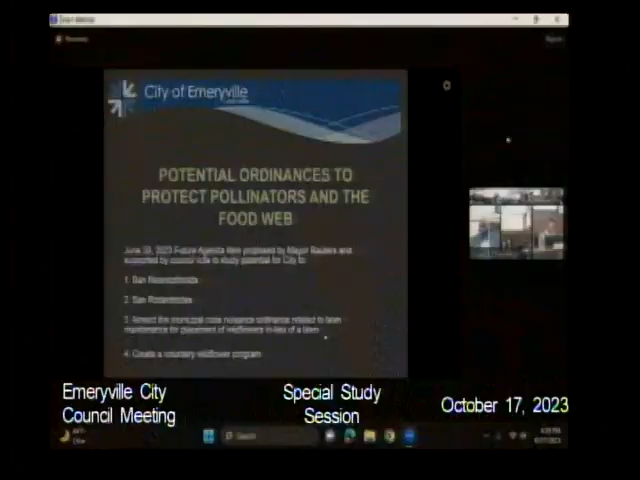 City of Emeryville
POTENTIAL ORDINANCES TO
PROTECT POLLINATORS AND THE
FOOD WEB
June 20, 2023 Future Agenda item proposed by Mayor Bauters and
supported by council vote to study potential for City to:
1. Ban Neonicotinoids
2. Ban Rodenticides
3. Amend the municipal code nuisance ordinance related to lawn
maintenance for placement of wildflowers in-lieu of a lawn
4. Create a voluntary wildflower program
Emeryville City
Council Meeting
Special Study
Session
October 17, 2023
Search